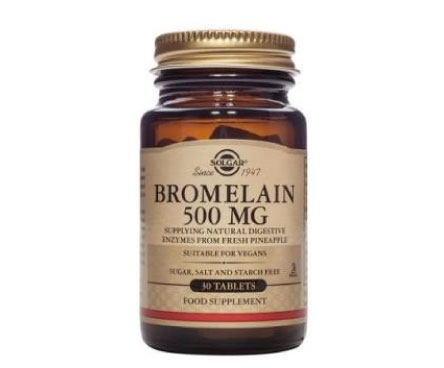 SOLGAR®
Since 1947
BROMELAIN
500 MG
SUPPLYING NATURAL DIGESTIVE
ENZYMES FROM FRESH PINEAPPLE
SUITABLE FOR VEGANS
SUGAR, SALT AND STARCH FREE
30 TABLETS
FOOD SUPPLEMENT